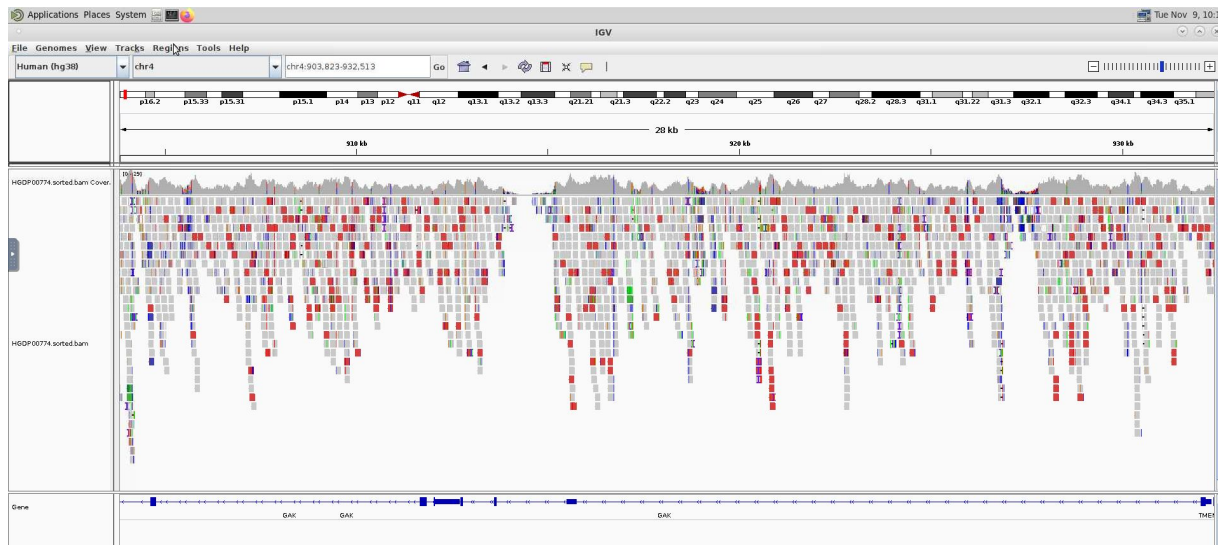 Applications Places System Tue Nov 9, 10:1
IGV
File Genomes View Tracks Regions Tools Help
Human (hg38) chr4 chr4:903,823-932,513 Go
p16.2 p15.33 p15.31 p15.1 p14 p13 p12 q11 q12 q13.1 q13.2 q13.3 q21.21 q21.3 q22.2 q23 q24 q25 q26 q27 q28.2 q28.3 q31.1 q31.22 q31.3 q32.1 q32.3 q34.1 q34.3 q35.1
28 kb
910 kb 920 kb 930 kb
HGDP00774.sorted.bam Cover.
HGDP00774.sorted.bam
Gene
GAK GAK GAK TMEM